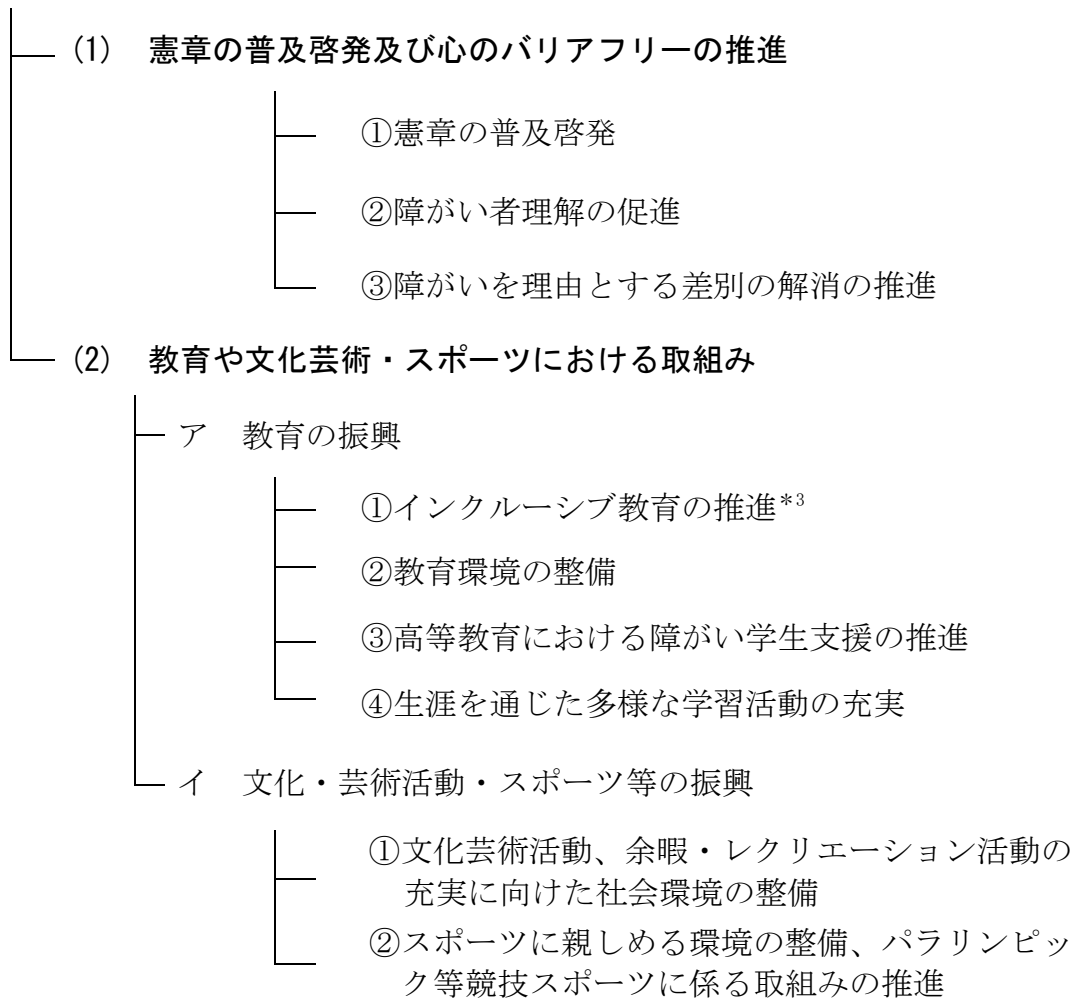 (1) 憲章の普及啓発及び心のバリアフリーの推進
①憲章の普及啓発
②障がい者理解の促進
③障がいを理由とする差別の解消の推進
(2) 教育や文化芸術・スポーツにおける取組み
ア 教育の振興
①インクルーシブ教育の推進*3
②教育環境の整備
③高等教育における障がい学生支援の推進
④生涯を通じた多様な学習活動の充実
イ 文化・芸術活動・スポーツ等の振興
①文化芸術活動、余暇・レクリエーション活動の
充実に向けた社会環境の整備
②スポーツに親しめる環境の整備、パラリンピッ
ク等競技スポーツに係る取組みの推進